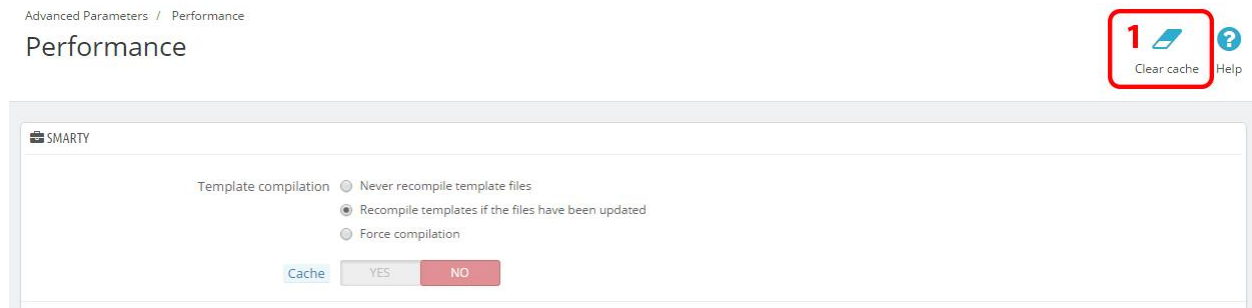 Advanced Parameters / Performance
Performance
1
Clear cache
Help
SMARTY
Template compilation
Never recompile template files
Recompile templates if the files have been updated
Force compilation
Cache
YES
NO